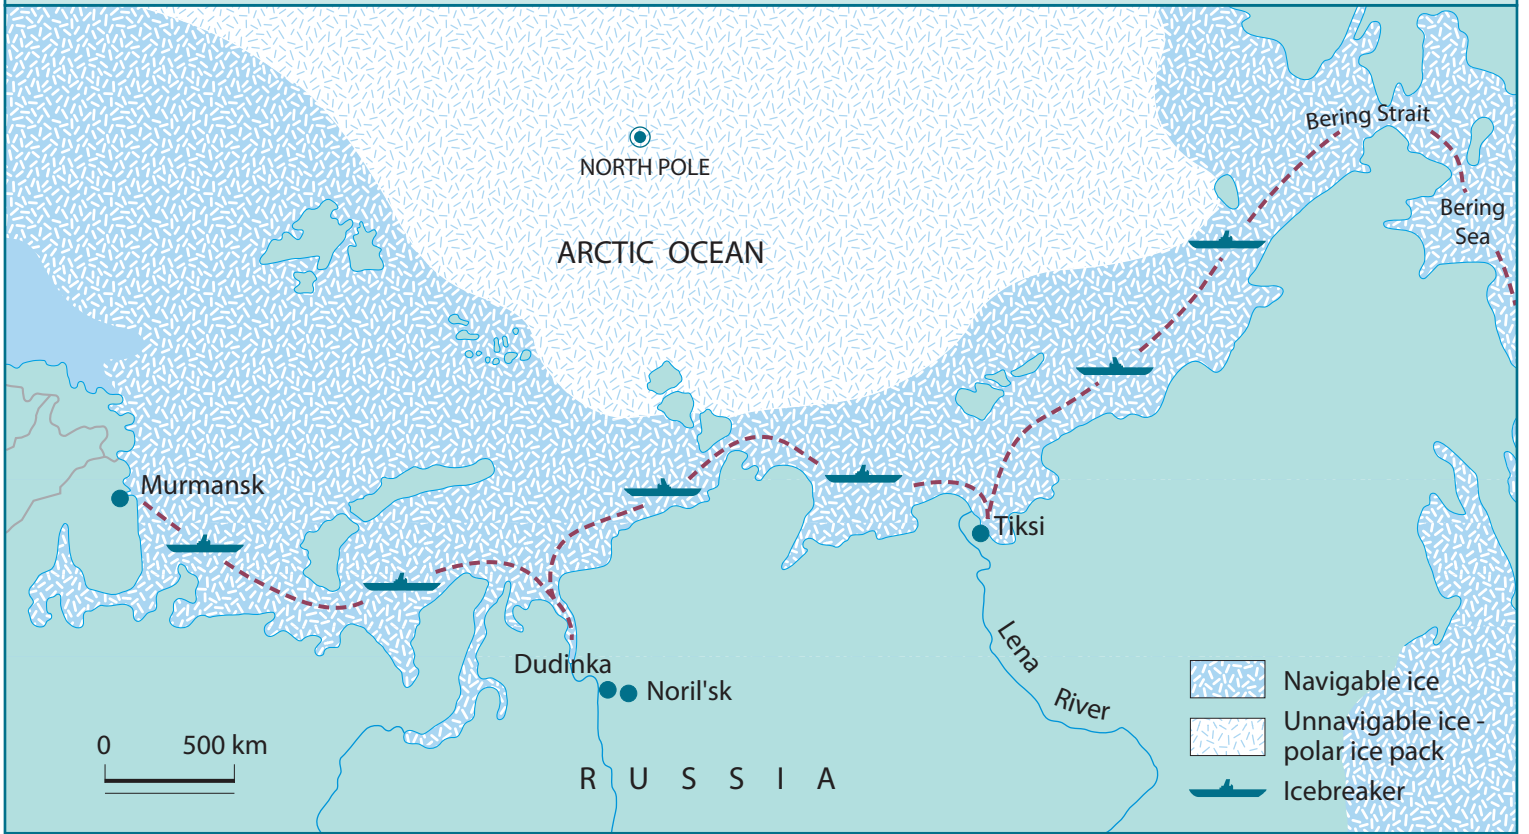 Bering Strait
NORTH POLE
Bering
Sea
ARCTIC OCEAN
Murmansk
Tiksi
Lena
River
Dudinka
Noril'sk
0 500 km
RUSSIA
Navigable ice
Unnavigable ice -
polar ice pack
Icebreaker